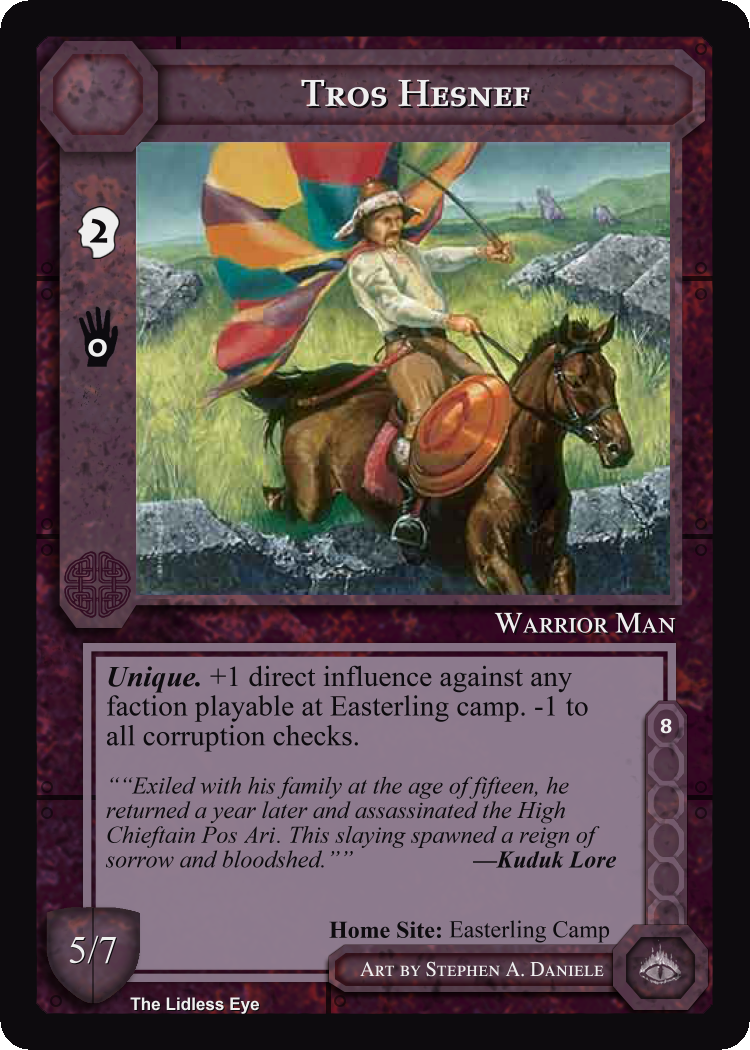 Tros Hesnef
2
0
Warrior Man
Unique. +1 direct influence against any
faction playable at Easterling camp. -1 to
all corruption checks.
8
““Exiled with his family at the age of fifteen, he
returned a year later and assassinated the High
Chieftain Pos Ari. This slaying spawned a reign of
sorrow and bloodshed.”” —Kuduk Lore
Home Site: Easterling Camp
5/7
Art by Stephen A. Daniele
The Lidless Eye